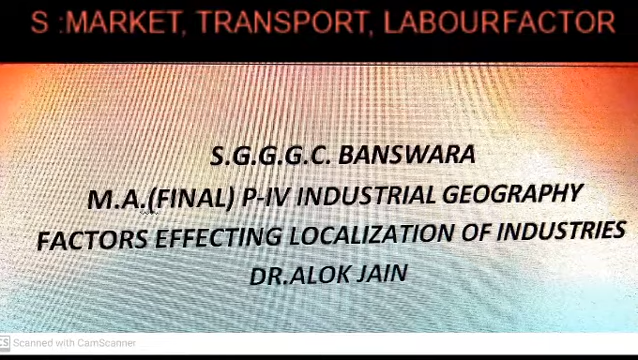 S :MARKET, TRANSPORT, LABOURFACTOR
S.G.G.G.C. BANSWARA
M.A.(FINAL) P-IV INDUSTRIAL GEOGRAPHY
FACTORS EFFECTING LOCALIZATION OF INDUSTRIES
DR.ALOK JAIN
CS Scanned with CamScanner